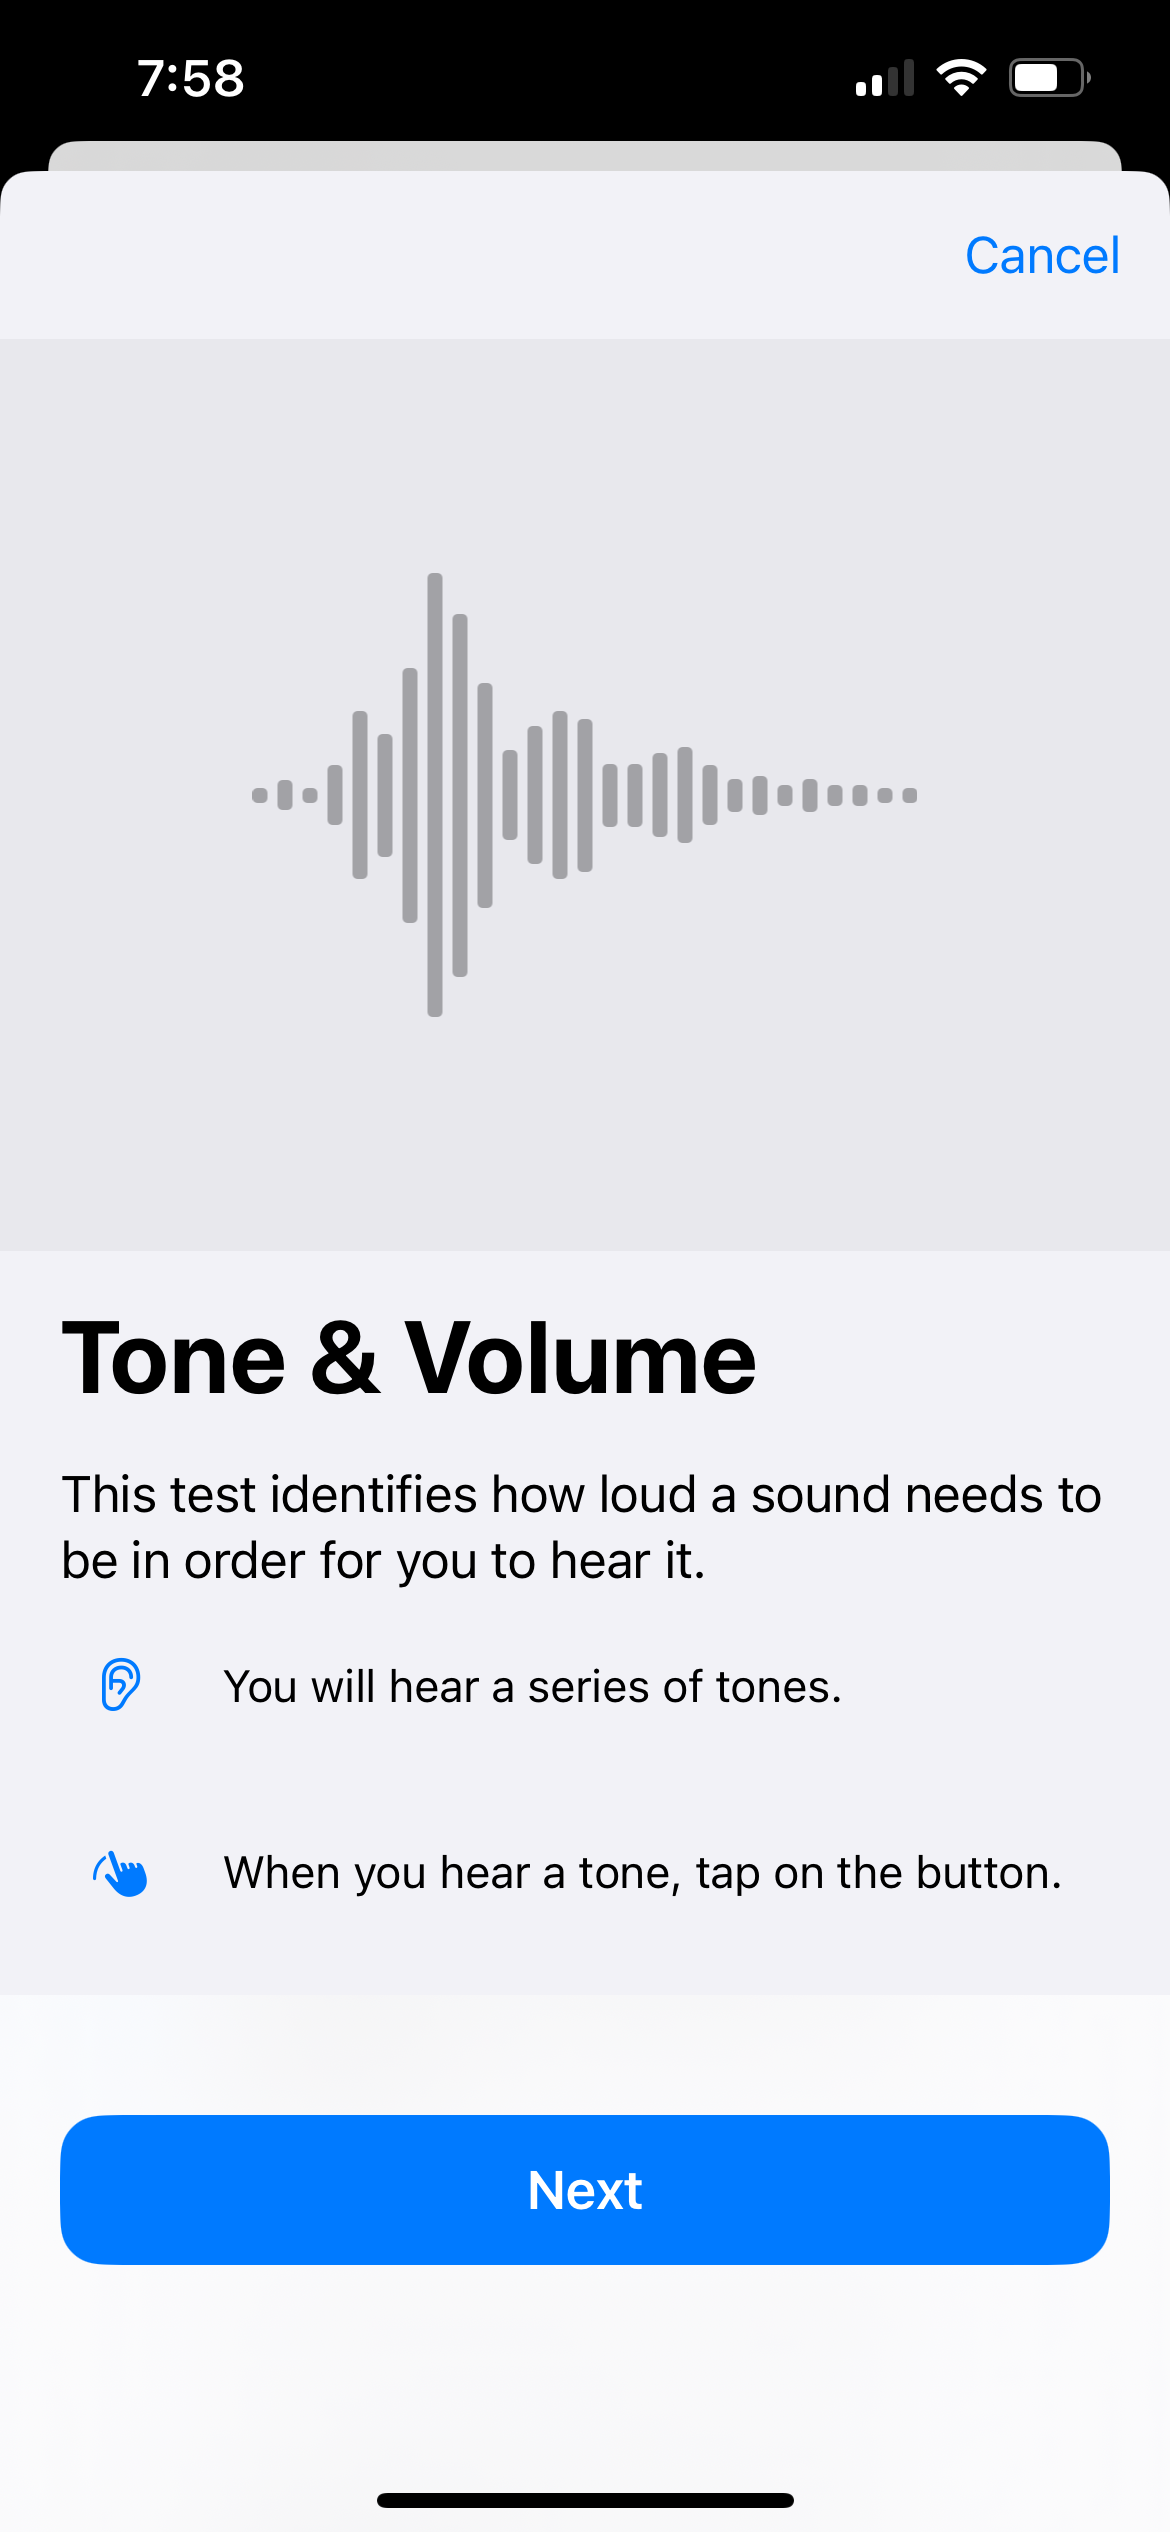 7:58
Cancel
Tone & Volume
This test identifies how loud a sound needs to
be in order for you to hear it.
You will hear a series of tones.
When you hear a tone, tap on the button.
Next